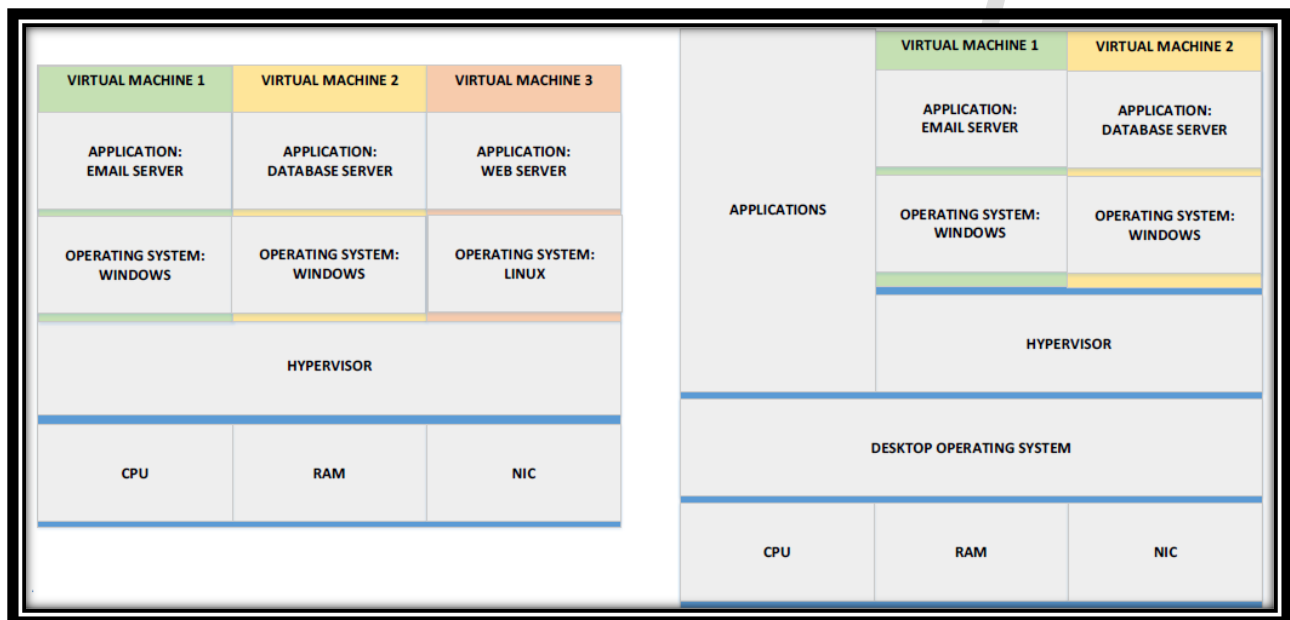 VIRTUAL MACHINE 1
VIRTUAL MACHINE 2
VIRTUAL MACHINE 3
APPLICATION:
EMAIL SERVER
APPLICATION:
DATABASE SERVER
APPLICATION:
WEB SERVER
OPERATING SYSTEM:
WINDOWS
OPERATING SYSTEM:
WINDOWS
OPERATING SYSTEM:
LINUX
HYPERVISOR
CPU
RAM
NIC
VIRTUAL MACHINE 1
VIRTUAL MACHINE 2
APPLICATION:
EMAIL SERVER
APPLICATION:
DATABASE SERVER
APPLICATIONS
OPERATING SYSTEM:
WINDOWS
OPERATING SYSTEM:
WINDOWS
HYPERVISOR
DESKTOP OPERATING SYSTEM
CPU
RAM
NIC